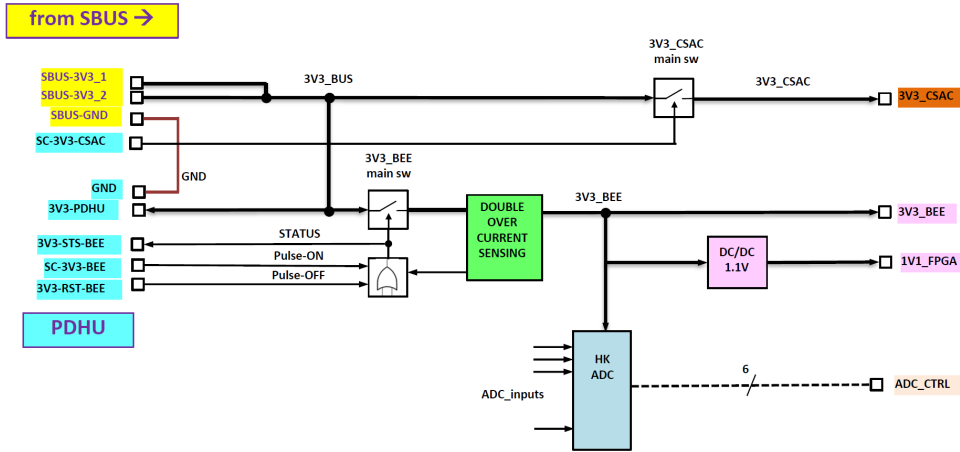 from SBUS →
3V3_CSAC
main sw
SBUS-3V3_1
3V3_BUS
3V3_CSAC
SBUS-3V3_2
3V3_CSAC
SBUS-GND
SC-3V3-CSAC
3V3_BEE
main sw
GND
GND
3V3-PDHU
DOUBLE
OVER
CURRENT
SENSING
3V3_BEE
3V3_BEE
3V3-STS-BEE
STATUS
SC-3V3-BEE
Pulse-ON
3V3-RST-BEE
Pulse-OFF
DC/DC
1.1V
1V1_FPGA
PDHU
HK
ADC
ADC_inputs
6
ADC_CTRL